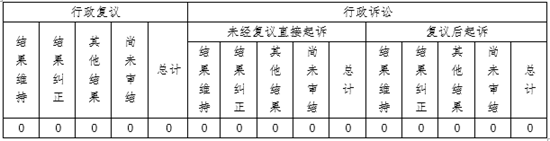 行政复议 行政诉讼
未经复议直接起诉 复议后起诉
结果维持 结果纠正 其他结果 尚未审结 总计 结果维持 结果纠正 其他结果 尚未审结 总计 结果维持 结果纠正 其他结果 尚未审结 总计
0 0 0 0 0 0 0 0 0 0 0 0 0 0 0